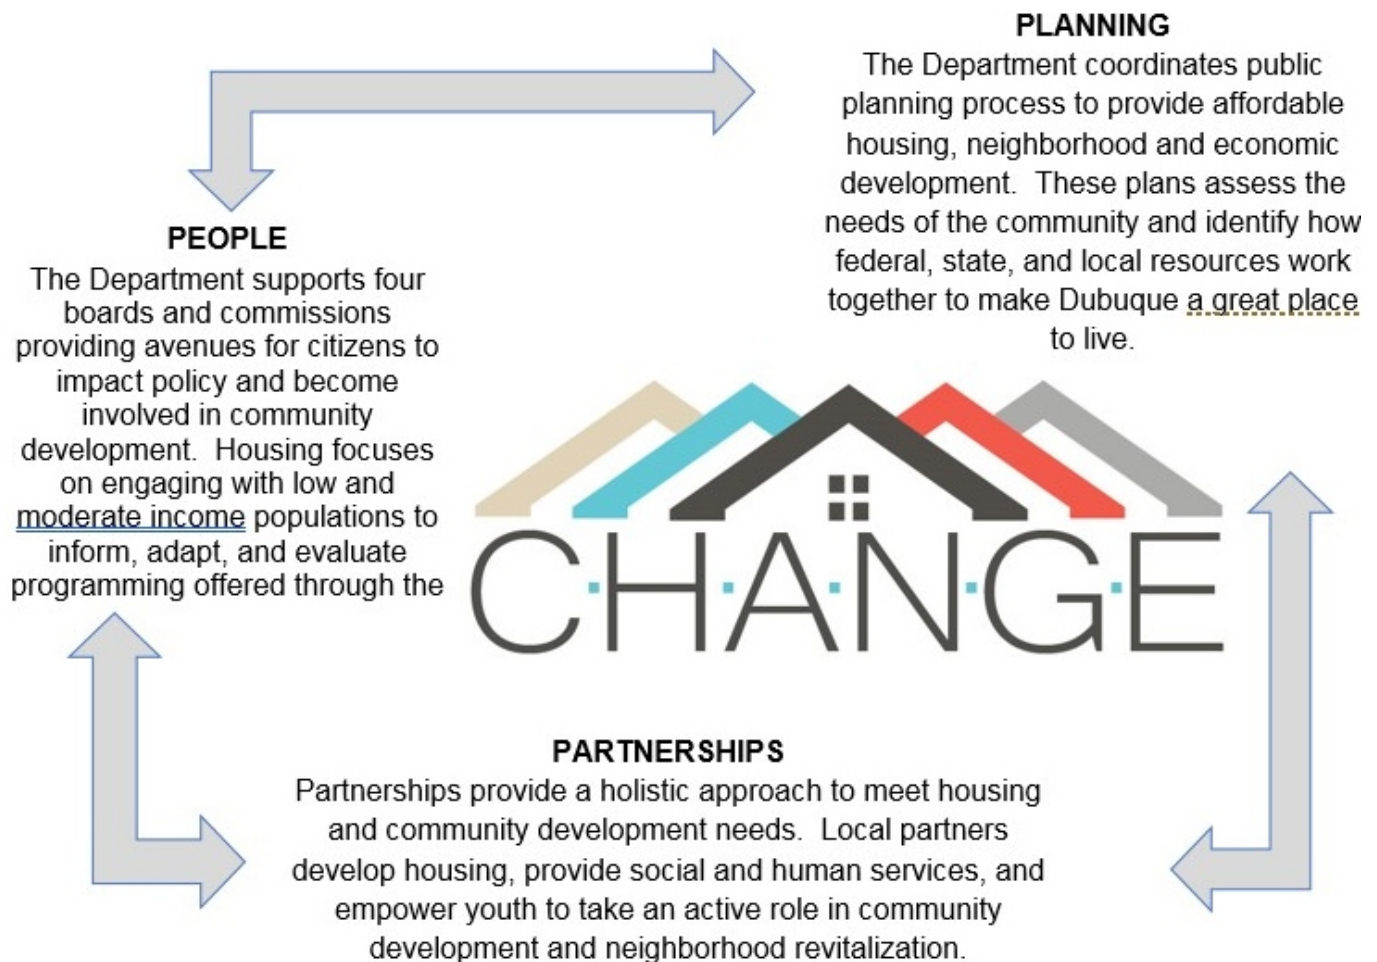 PLANNING
The Department coordinates public
planning process to provide affordable
housing, neighborhood and economic
development.  These plans assess the
needs of the community and identify how
federal, state, and local resources work
together to make Dubuque a great place
to live.
PEOPLE
The Department supports four
boards and commissions
providing avenues for citizens to
impact policy and become
involved in community
development.  Housing focuses
on engaging with low and
moderate income populations to
inform, adapt, and evaluate
programming offered through the
C·H·A·N·G·E
PARTNERSHIPS
Partnerships provide a holistic approach to meet housing
and community development needs.  Local partners
develop housing, provide social and human services, and
empower youth to take an active role in community
development and neighborhood revitalization.